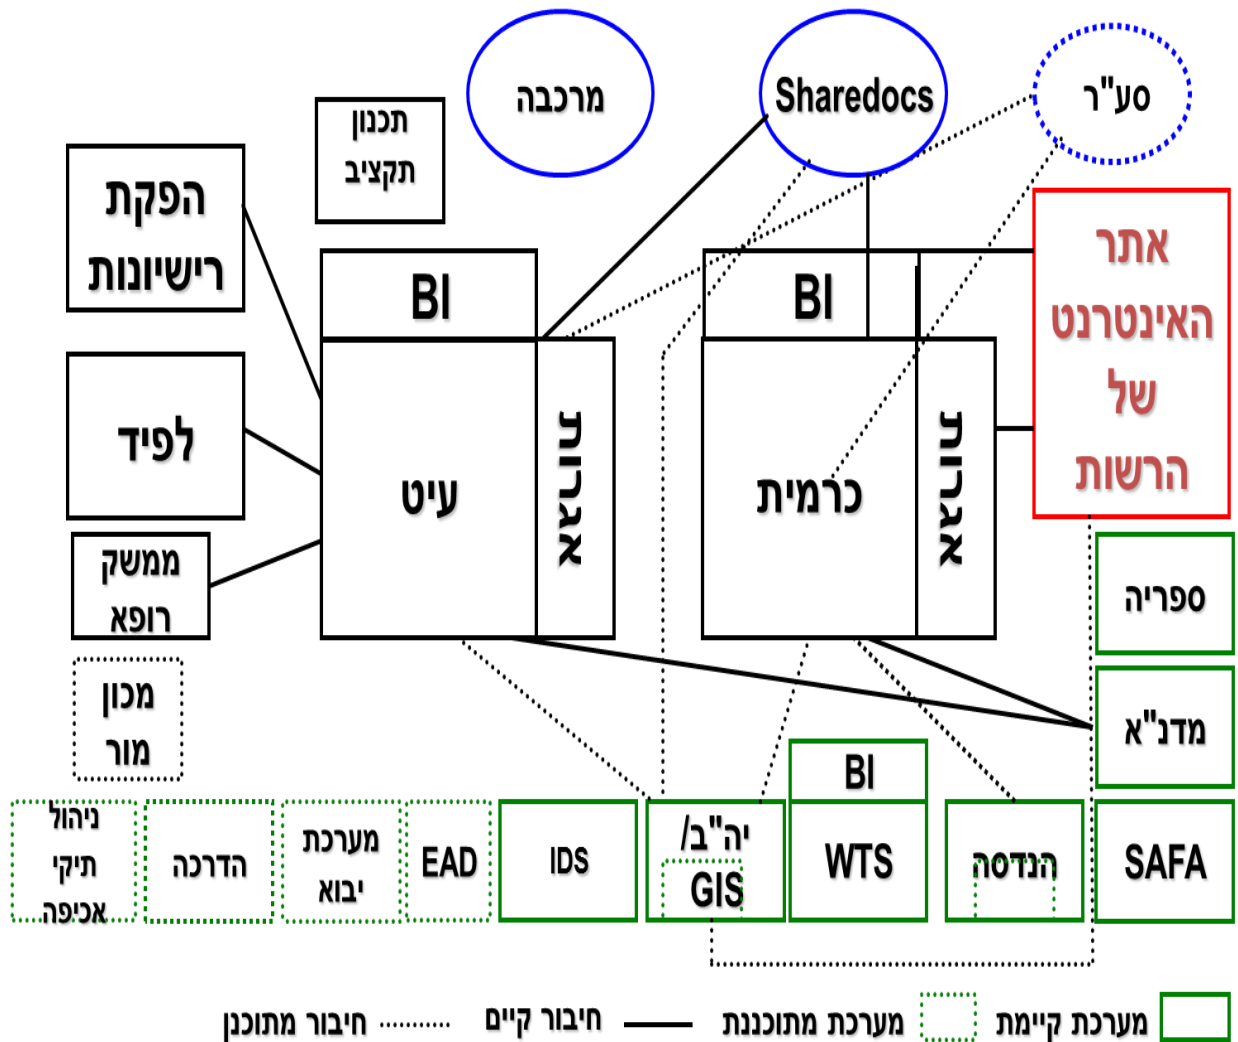 מרכבה
Sharedocs
סע"ר
תכנון
תקציב
הפקת
רישיונות
BI
BI
אתר
האינטרנט
של
הרשות
לפיד
עיט
אגרות
כרמית
אגרות
ממשק
רופא
ספריה
מכון
מור
מדנ"א
BI
ניהול
תיקי
אכיפה
הדרכה
מערכת
יבוא
EAD
IDS
יה"ב/
GIS
WTS
הנדסה
SAFA
מערכת קיימת
מערכת מתוכננת
חיבור קיים
חיבור מתוכנן